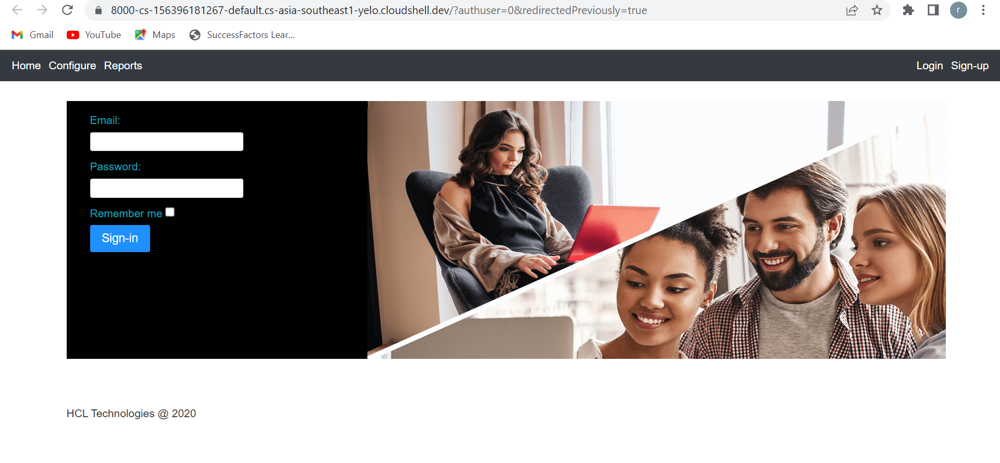 8000-cs-156396181267-default.cs-asia-southeast1-yelo.cloudshell.dev/?authuser=0&redirectedPreviously=true
r
Gmail YouTube Maps SuccessFactors Lear...
Home Configure Reports Login Sign-up
Email:
Password:
Remember me
Sign-in
HCL Technologies @ 2020